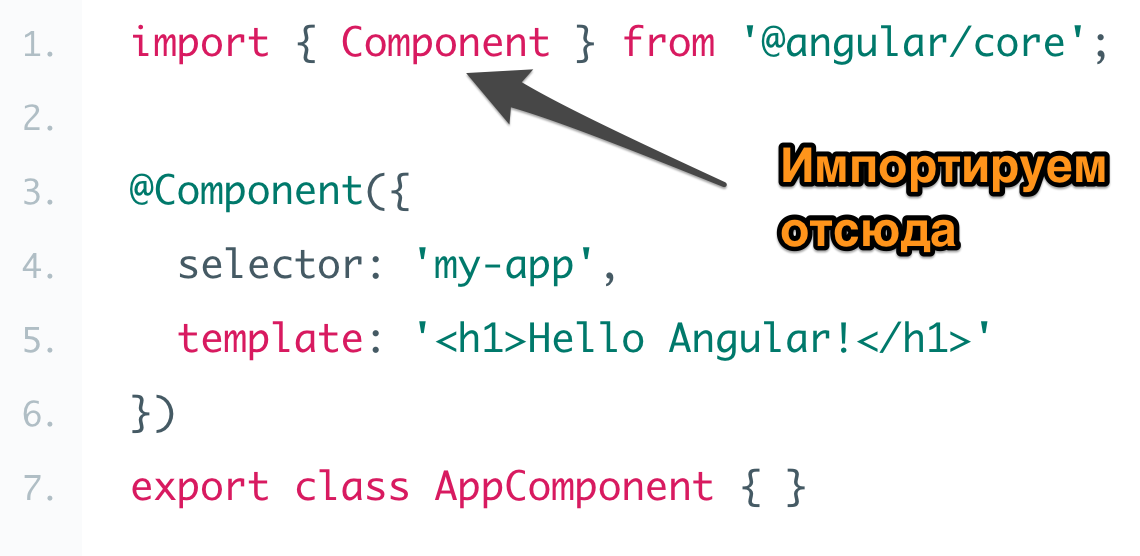 1. import { Component } from '@angular/core';
2.
Импортируем
3. @Component({
отсюда
4. selector: 'my-app',
5. template: '<h1>Hello Angular!</h1>'
6. })
7. export class AppComponent { }